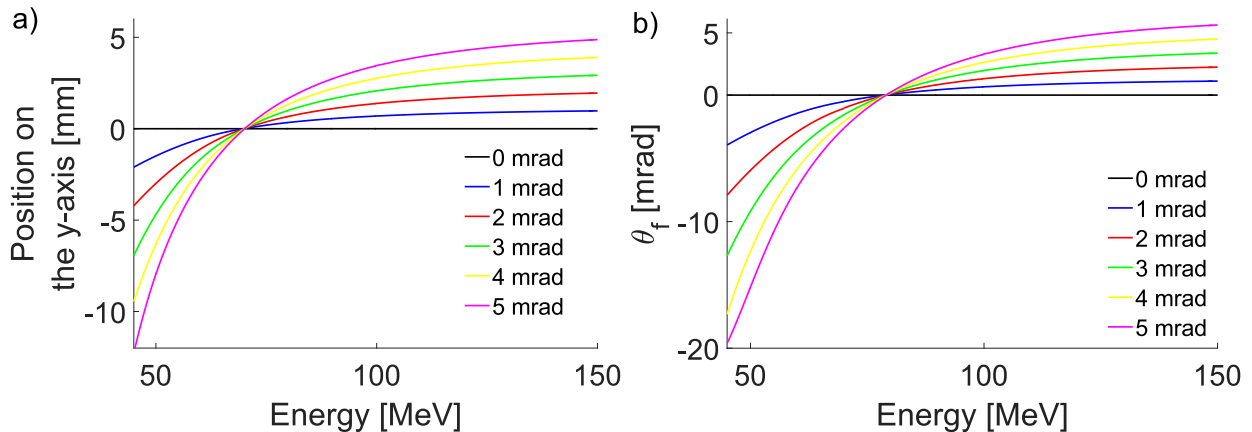 a)
Position on
the y-axis [mm]
5
0
-5
-10
50
100
150
Energy [MeV]
0 mrad
1 mrad
2 mrad
3 mrad
4 mrad
5 mrad
b)
θf [mrad]
5
0
-10
-20
50
100
150
Energy [MeV]
0 mrad
1 mrad
2 mrad
3 mrad
4 mrad
5 mrad